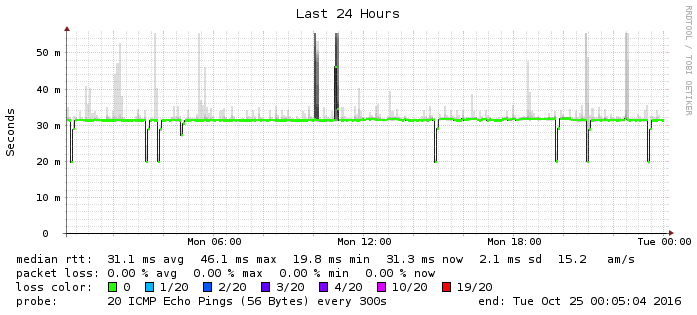 Last 24 Hours
RRDTOOL / TOBI OETIKER
Seconds
50 m
40 m
30 m
20 m
10 m
0
Mon 06:00 Mon 12:00 Mon 18:00 Tue 00:00
median rtt: 31.1 ms avg 46.1 ms max 19.8 ms min 31.3 ms now 2.1 ms sd 15.2 am/s
packet loss: 0.00 % avg 0.00 % max 0.00 % min 0.00 % now
loss color: 0 1/20 2/20 3/20 4/20 10/20 19/20
probe: 20 ICMP Echo Pings (56 Bytes) every 300s end: Tue Oct 25 00:05:04 2016